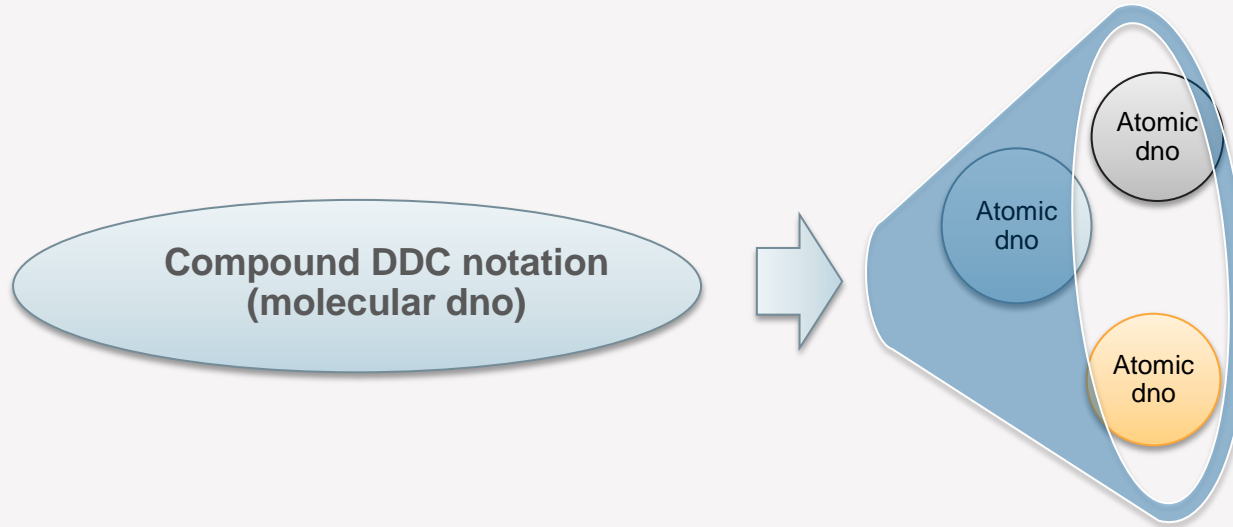 Compound DDC notation
(molecular dno)
Atomic
dno
Atomic
dno
Atomic
dno